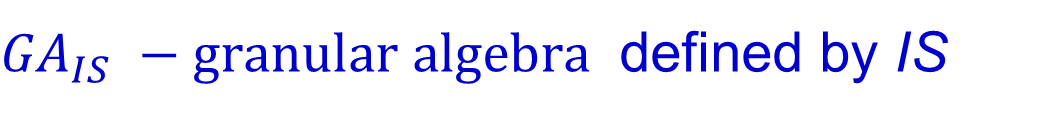 GA_IS − granular algebra defined by IS